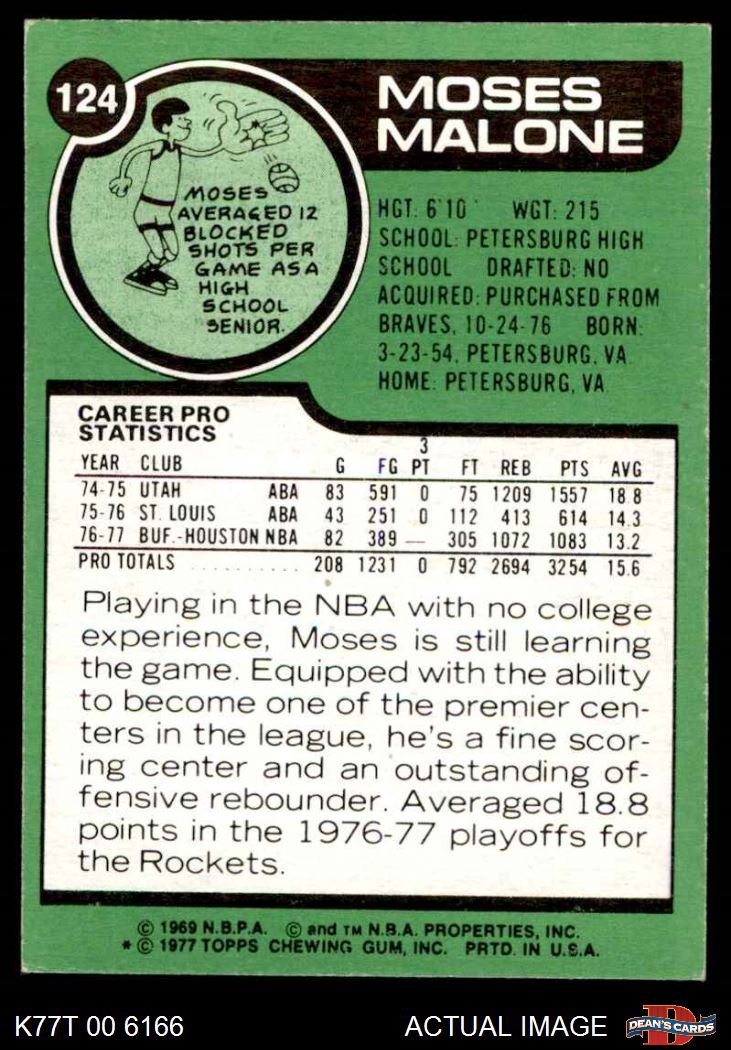 124
MOSES
MALONE
MOSES
AVERAGED 12
BLOCKED
SHOTS PER
GAME AS A
HIGH
SCHOOL
SENIOR.
HGT: 6'10 WGT: 215
SCHOOL: PETERSBURG HIGH
SCHOOL DRAFTED: NO
ACQUIRED: PURCHASED FROM
BRAVES, 10-24-76 BORN:
3-23-54, PETERSBURG, VA
HOME: PETERSBURG, VA
CAREER PRO
STATISTICS
YEAR CLUB G FG 3 PT FT REB PTS AVG
74-75 UTAH ABA 83 591 0 75 1209 1557 18.8
75-76 ST. LOUIS ABA 43 251 0 112 413 614 14.3
76-77 BUF.-HOUSTON NBA 82 389 — 305 1072 1083 13.2
PRO TOTALS .......... 208 1231 0 792 2694 3254 15.6
Playing in the NBA with no college
experience, Moses is still learning
the game. Equipped with the ability
to become one of the premier cen-
ters in the league, he's a fine scor-
ing center and an outstanding of-
fensive rebounder. Averaged 18.8
points in the 1976-77 playoffs for
the Rockets.
© 1969 N.B.P.A. © and TM N.B.A. PROPERTIES, INC.
* © 1977 TOPPS CHEWING GUM, INC. PRTD. IN U.S.A.
K77T 00 6166 ACTUAL IMAGE D DEAN'S CARDS